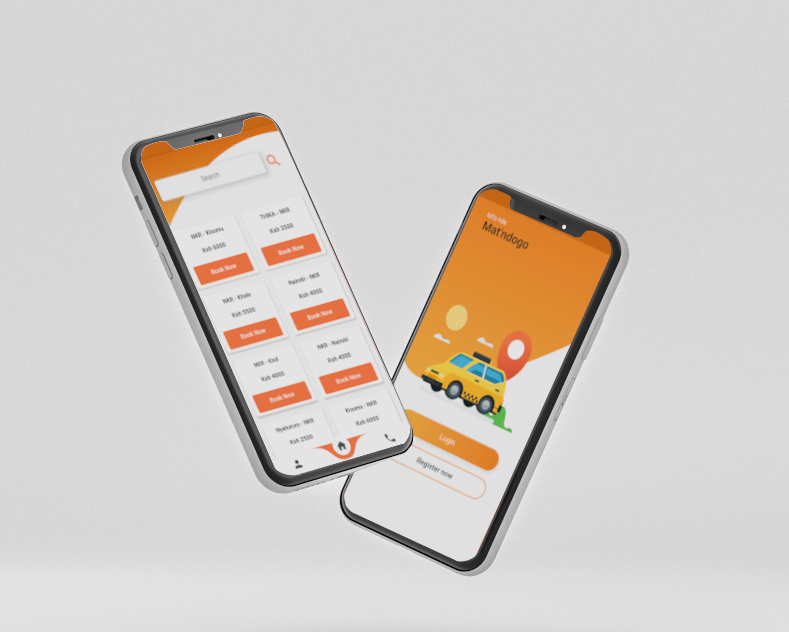 Search
NKR - Kisumu
Ksh 6000
Book Now
THIKA - NKR
Ksh 3500
Book Now
NKR - Kitale
Ksh 5500
Book Now
Nairobi - NKR
Ksh 4000
Book Now
NKR - Kisii
Ksh 4000
Book Now
NKR - Nairobi
Ksh 4000
Book Now
Nyahururu - NKR
Ksh 2500
Kisumu - NKR
Ksh 6000
let's ride
Mat'ndogo
Login
Register now